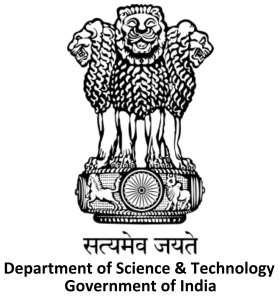 सत्यमेव जयते
Department of Science & Technology
Government of India